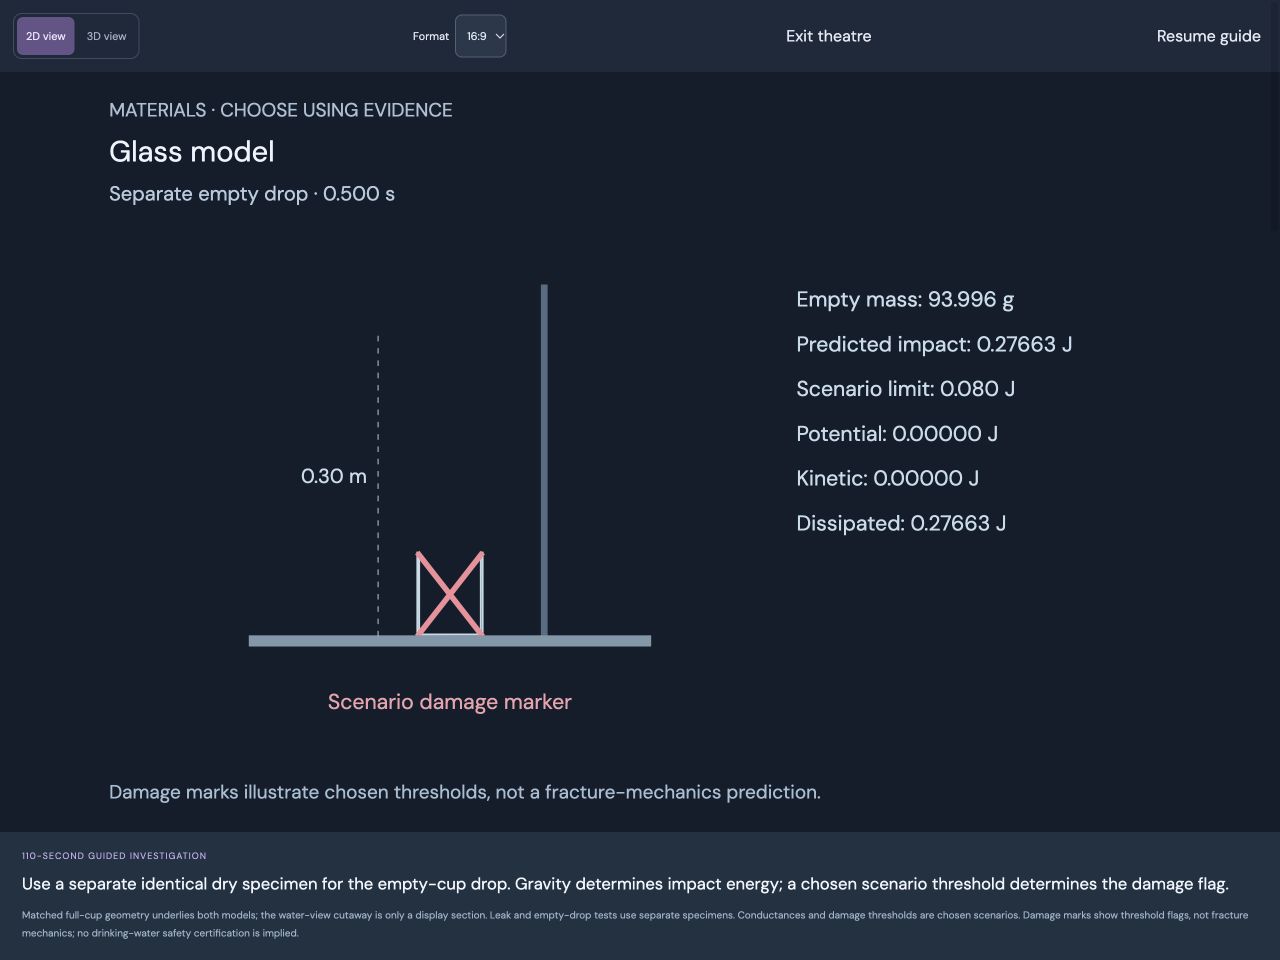 2D view 3D view Format 16:9 Exit theatre Resume guide
MATERIALS · CHOOSE USING EVIDENCE
Glass model
Separate empty drop · 0.500 s
Empty mass: 93.996 g
Predicted impact: 0.27663 J
Scenario limit: 0.080 J
Potential: 0.00000 J
Kinetic: 0.00000 J
Dissipated: 0.27663 J
0.30 m
Scenario damage marker
Damage marks illustrate chosen thresholds, not a fracture-mechanics prediction.
110-SECOND GUIDED INVESTIGATION
Use a separate identical dry specimen for the empty-cup drop. Gravity determines impact energy; a chosen scenario threshold determines the damage flag.
Matched full-cup geometry underlies both models; the water-view cutaway is only a display section. Leak and empty-drop tests use separate specimens. Conductances and damage thresholds are chosen scenarios. Damage marks show threshold flags, not fracture
mechanics; no drinking-water safety certification is implied.